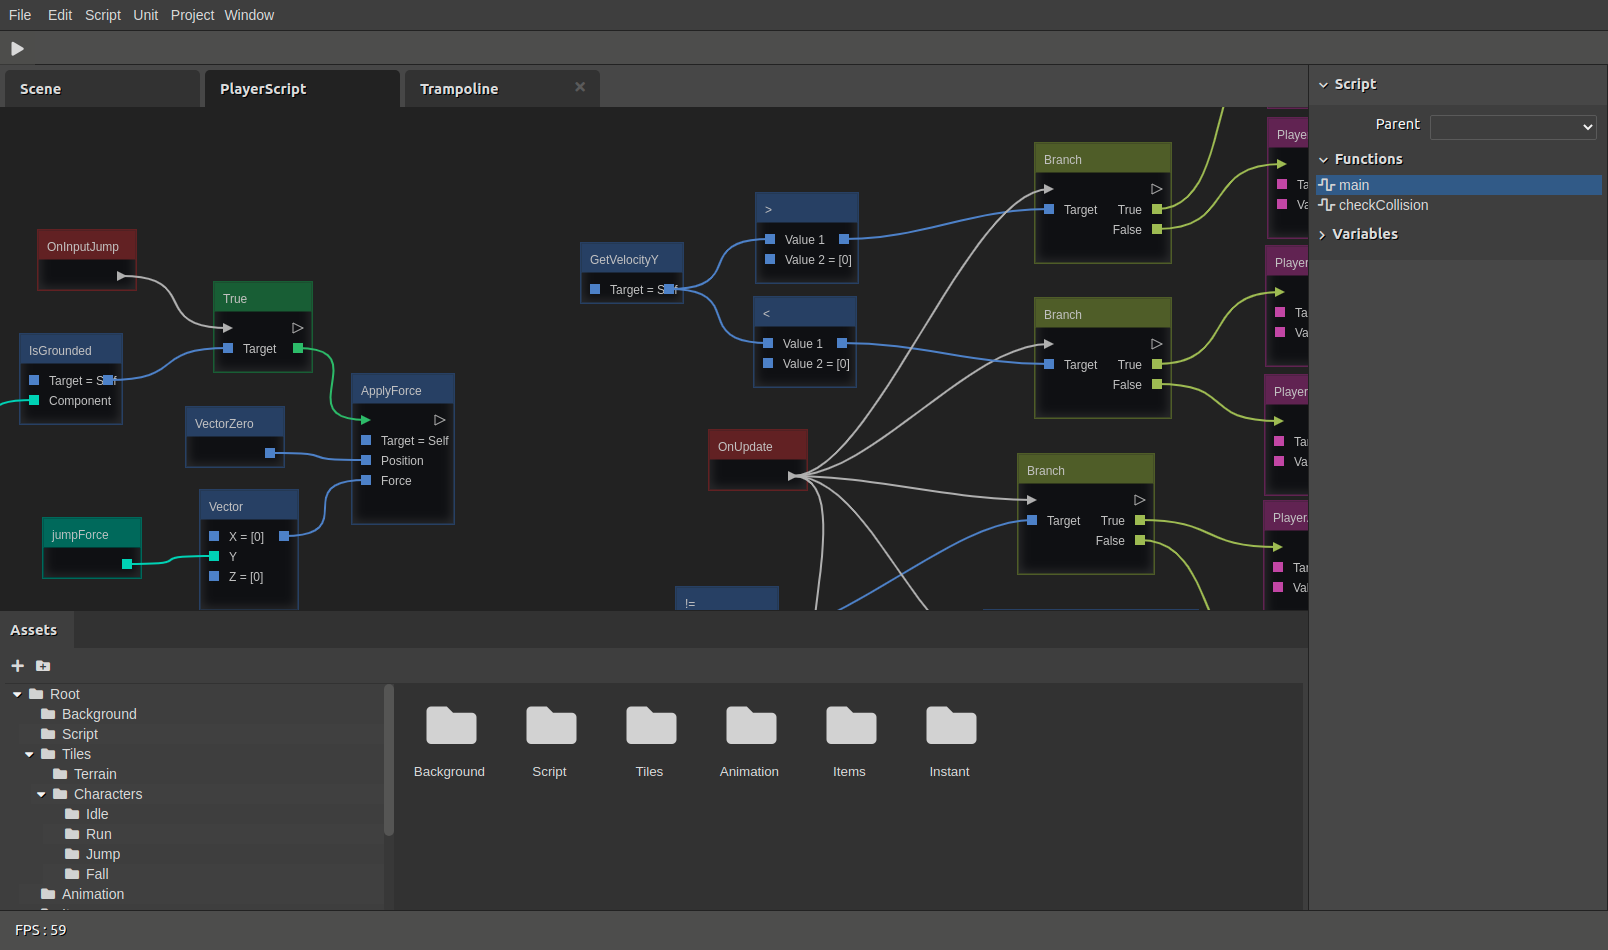 File Edit Script Unit Project Window
Scene PlayerScript Trampoline
Script
Parent
Functions
main
checkCollision
Variables
OnInputJump
True
Target
IsGrounded
Target = Self
Component
VectorZero
ApplyForce
Target = Self
Position
Force
Vector
X = [0]
Y
Z = [0]
jumpForce
GetVelocityY
Target = Self
>
Value 1
Value 2 = [0]
<
Value 1
Value 2 = [0]
OnUpdate
!=
Branch
Target True
False
Branch
Target True
False
Branch
Target True
False
Playe
Ta
Va
Player
Ta
Va
Player
Ta
Va
Player
Tar
Val
Assets
Root
Background
Script
Tiles
Terrain
Characters
Idle
Run
Jump
Fall
Animation
Background Script Tiles Animation Items Instant
FPS : 59